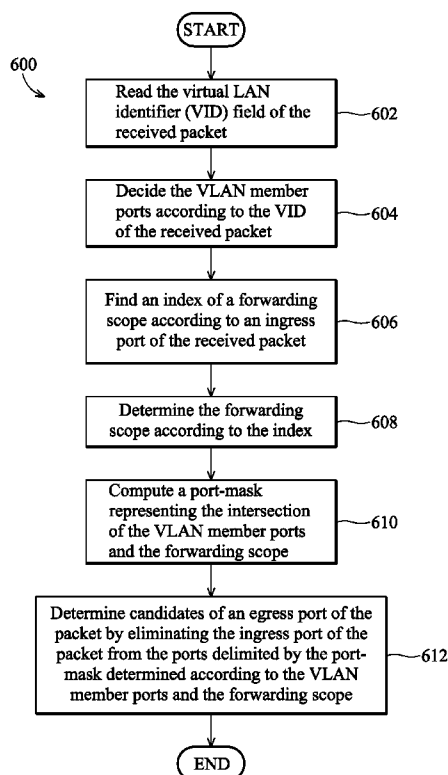 START
600
Read the virtual LAN
identifier (VID) field of the
received packet
602
Decide the VLAN member
ports according to the VID
of the received packet
604
Find an index of a forwarding
scope according to an ingress
port of the received packet
606
Determine the forwarding
scope according to the index
608
Compute a port-mask
representing the intersection
of the VLAN member ports
and the forwarding scope
610
Determine candidates of an egress port of the
packet by eliminating the ingress port of the
packet from the ports delimited by the port-
mask determined according to the VLAN
member ports and the forwarding scope
612
END